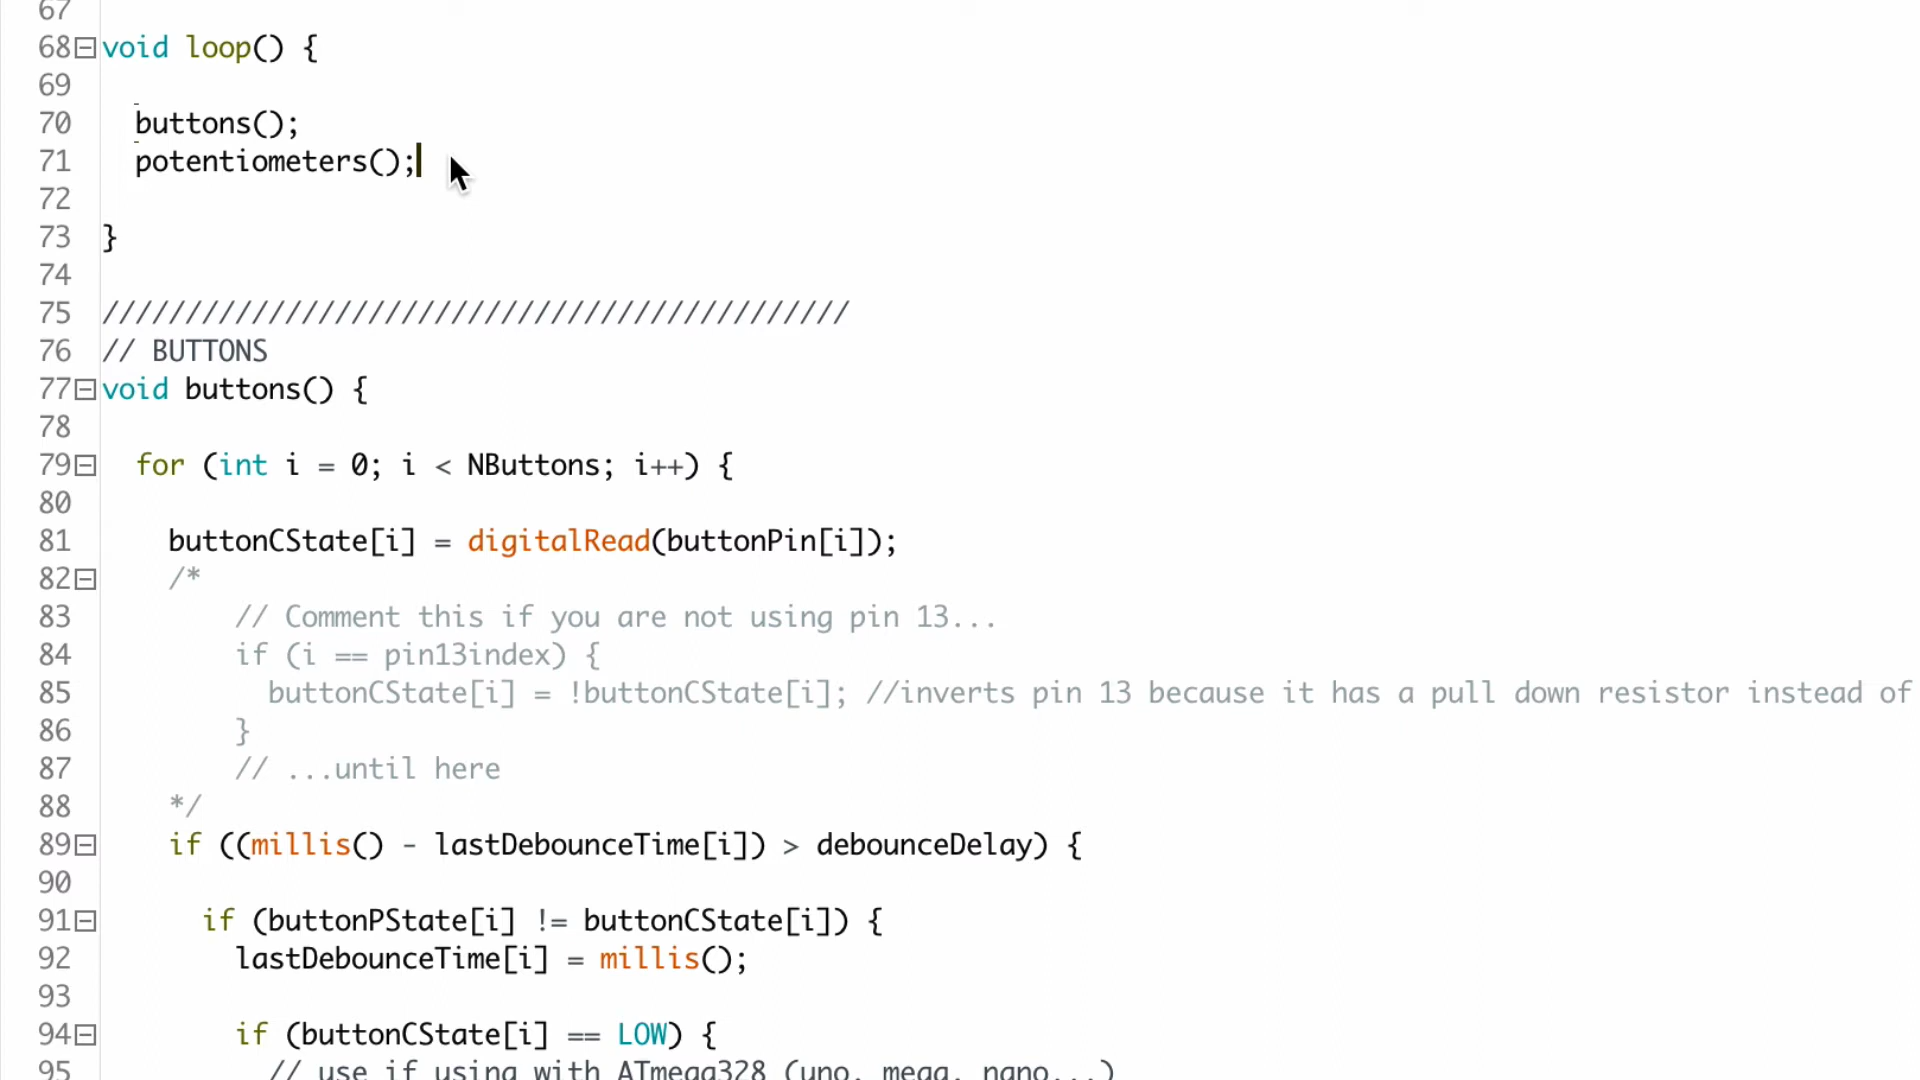 67
68 void loop() {
69
70 buttons();
71 potentiometers();
72
73 }
74
75 /////////////////////////////////////////////
76 // BUTTONS
77 void buttons() {
78
79 for (int i = 0; i < NButtons; i++) {
80
81 buttonCState[i] = digitalRead(buttonPin[i]);
82 /*
83 // Comment this if you are not using pin 13...
84 if (i == pin13index) {
85 buttonCState[i] = !buttonCState[i]; //inverts pin 13 because it has a pull down resistor instead of
86 }
87 // ...until here
88 */
89 if ((millis() - lastDebounceTime[i]) > debounceDelay) {
90
91 if (buttonPState[i] != buttonCState[i]) {
92 lastDebounceTime[i] = millis();
93
94 if (buttonCState[i] == LOW) {
95 // use if using with ATmega328 (uno, mega, nano...)